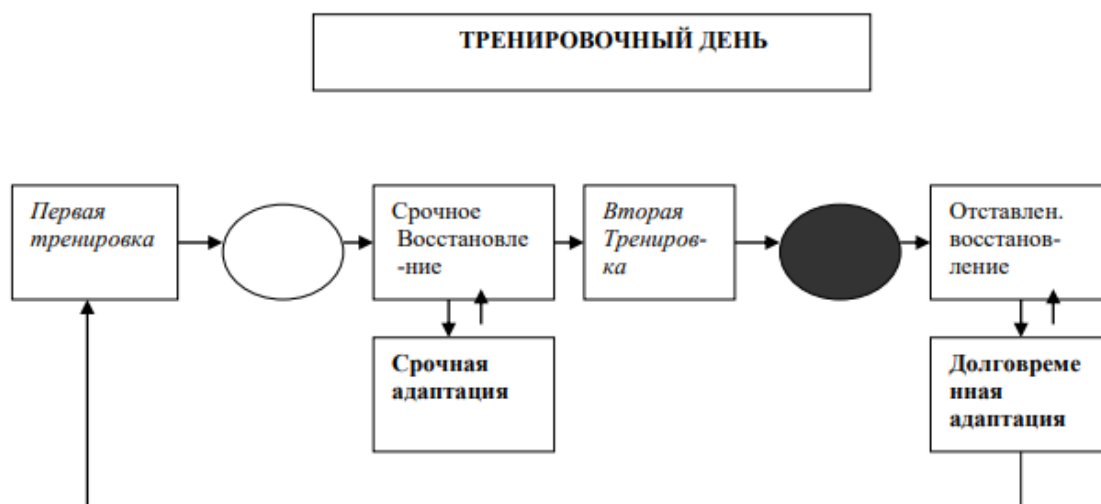 ТРЕНИРОВОЧНЫЙ ДЕНЬ
Первая
тренировка
Срочное
Восстановле
-ние
Вторая
Трениров-
ка
Отставлен.
восстанов-
ление
Срочная
адаптация
Долговреме
нная
адаптация